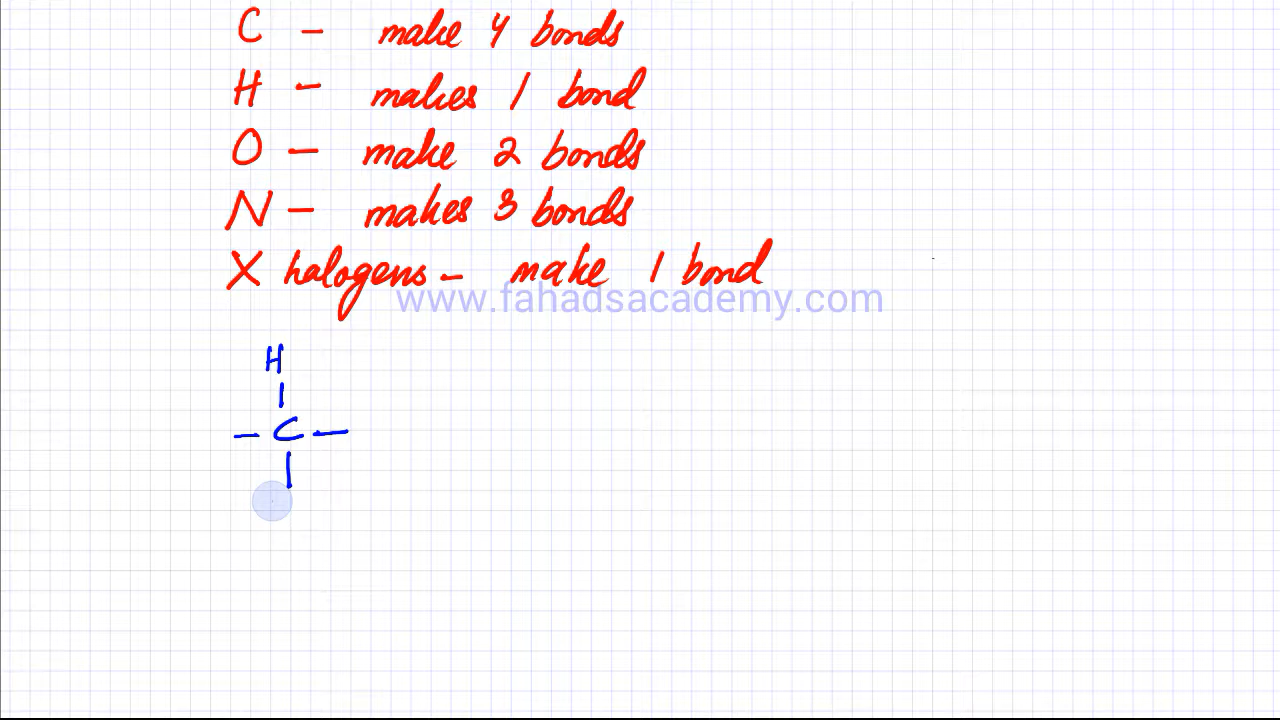 C - make 4 bonds
H - makes 1 bond
O - make 2 bonds
N - makes 3 bonds
X halogens - make 1 bond
www.fahadsacademy.com
H
- C -